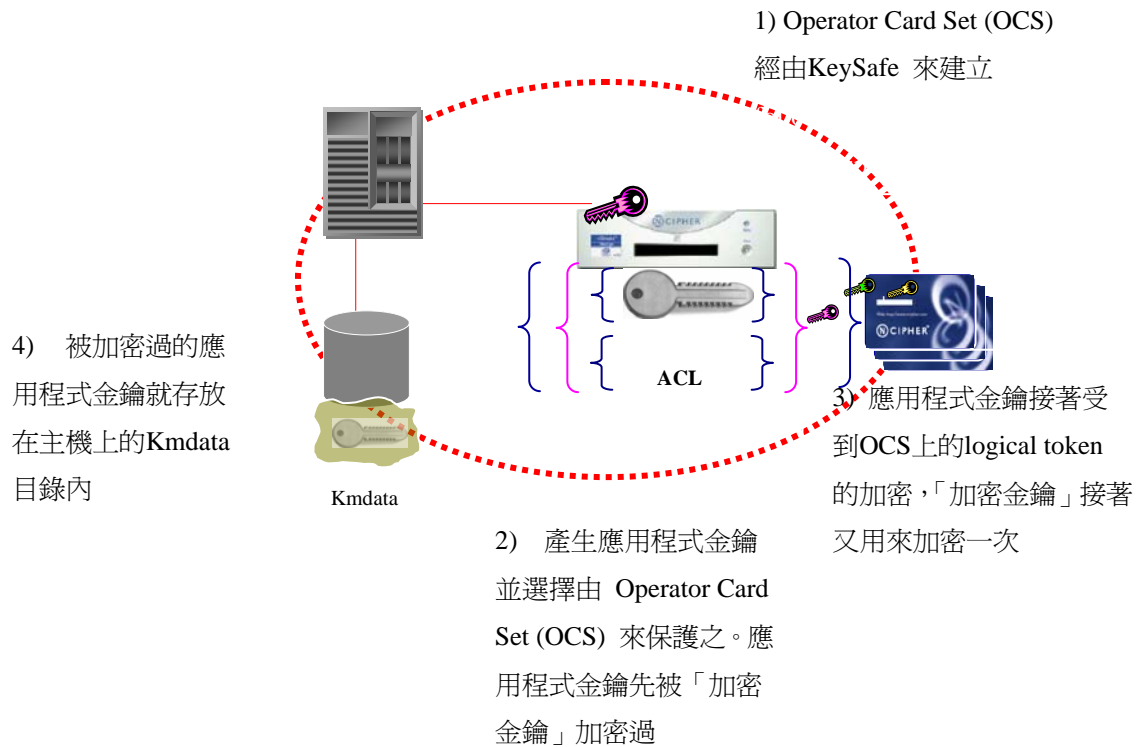 1) Operator Card Set (OCS)
經由KeySafe 來建立
NCIPHER
NCIPHER
ACL
3) 應用程式金鑰接著受
到OCS上的logical token
的加密，「加密金鑰」接著
又用來加密一次
4) 被加密過的應
用程式金鑰就存放
在主機上的Kmdata
目錄內
Kmdata
2) 產生應用程式金鑰
並選擇由 Operator Card
Set (OCS) 來保護之。應
用程式金鑰先被「加密
金鑰」加密過